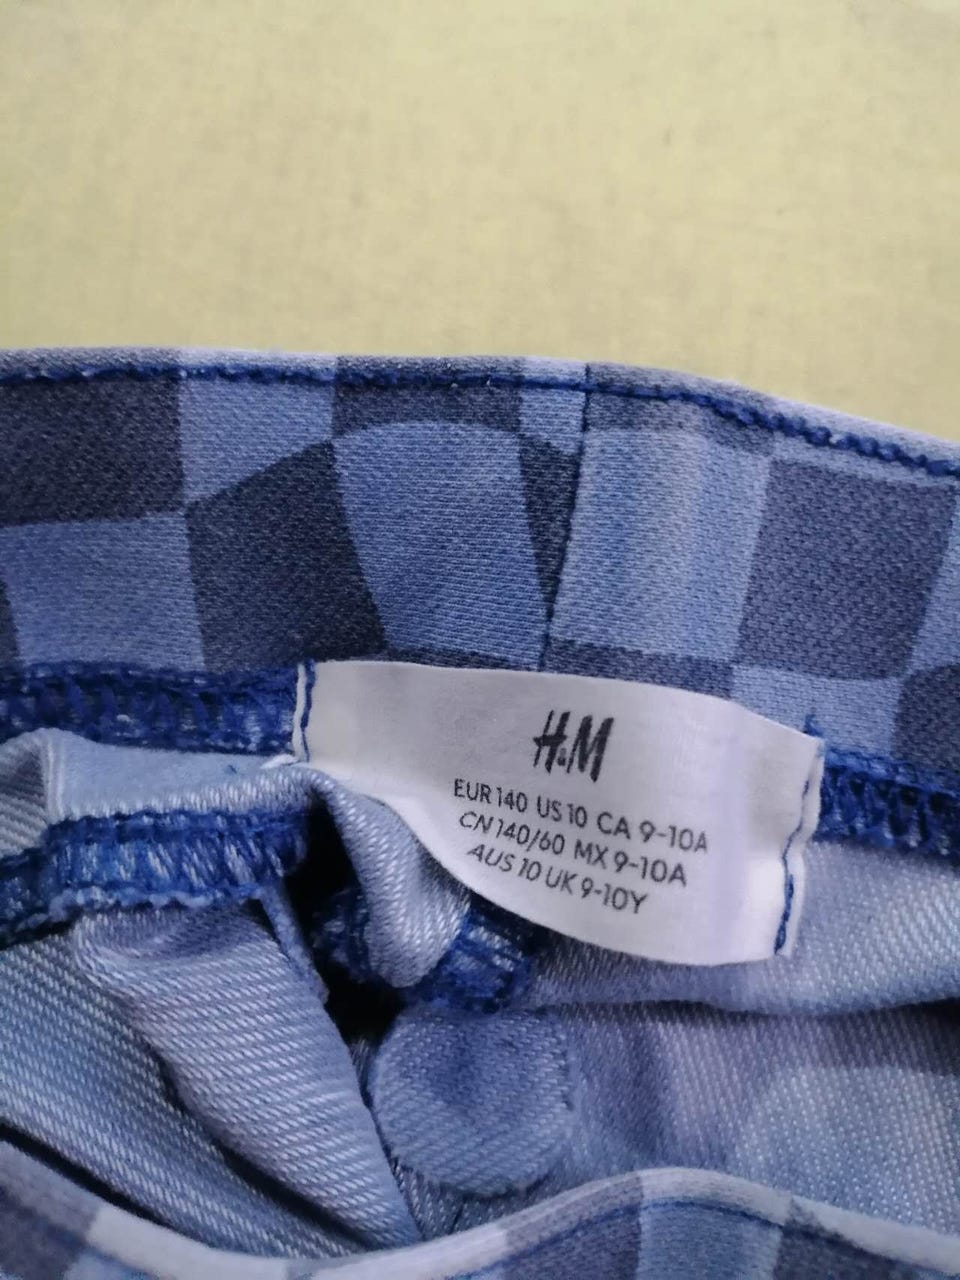 H&M
EUR 140 US 10 CA 9-10A
CN 140/60 MX 9-10A
AUS 10 UK 9-10Y